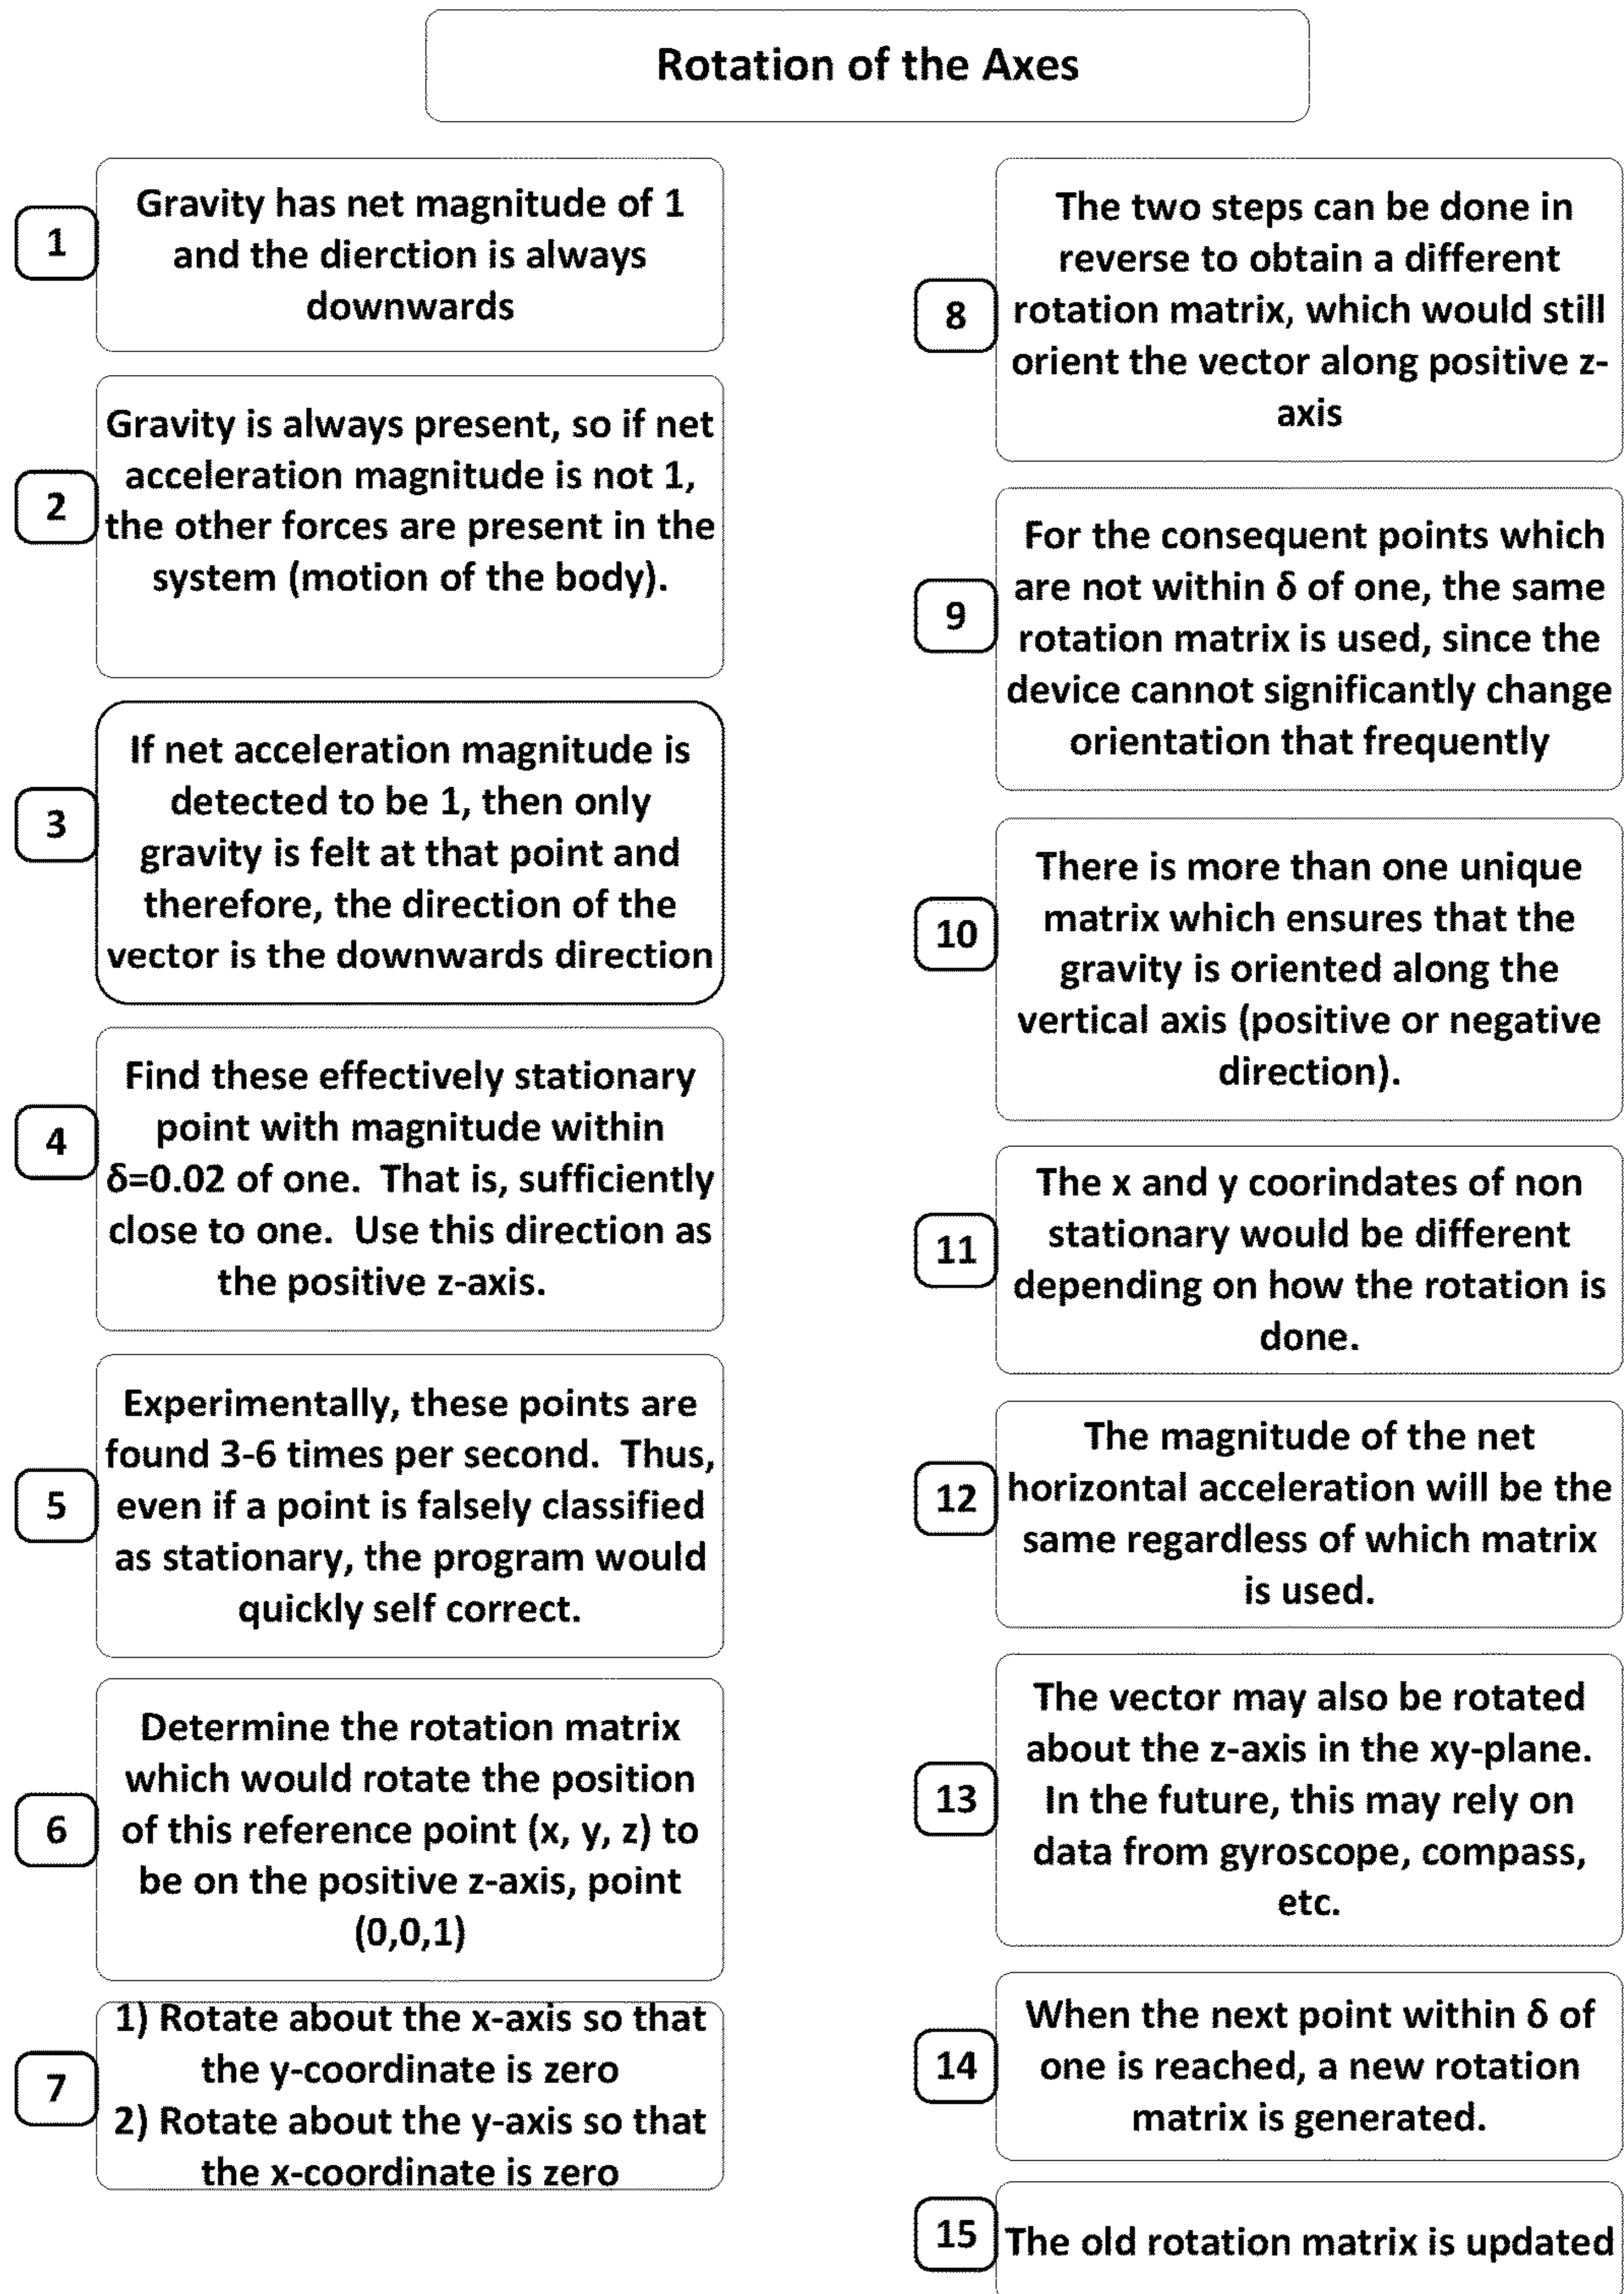 Rotation of the Axes
1
Gravity has net magnitude of 1
and the dierction is always
downwards
2
Gravity is always present, so if net
acceleration magnitude is not 1,
the other forces are present in the
system (motion of the body).
3
If net acceleration magnitude is
detected to be 1, then only
gravity is felt at that point and
therefore, the direction of the
vector is the downwards direction
4
Find these effectively stationary
point with magnitude within
δ=0.02 of one.  That is, sufficiently
close to one.  Use this direction as
the positive z-axis.
5
Experimentally, these points are
found 3-6 times per second.  Thus,
even if a point is falsely classified
as stationary, the program would
quickly self correct.
6
Determine the rotation matrix
which would rotate the position
of this reference point (x, y, z) to
be on the positive z-axis, point
(0,0,1)
7
1) Rotate about the x-axis so that
the y-coordinate is zero
2) Rotate about the y-axis so that
the x-coordinate is zero
8
The two steps can be done in
reverse to obtain a different
rotation matrix, which would still
orient the vector along positive z-
axis
9
For the consequent points which
are not within δ of one, the same
rotation matrix is used, since the
device cannot significantly change
orientation that frequently
10
There is more than one unique
matrix which ensures that the
gravity is oriented along the
vertical axis (positive or negative
direction).
11
The x and y coorindates of non
stationary would be different
depending on how the rotation is
done.
12
The magnitude of the net
horizontal acceleration will be the
same regardless of which matrix
is used.
13
The vector may also be rotated
about the z-axis in the xy-plane.
In the future, this may rely on
data from gyroscope, compass,
etc.
14
When the next point within δ of
one is reached, a new rotation
matrix is generated.
15
The old rotation matrix is updated